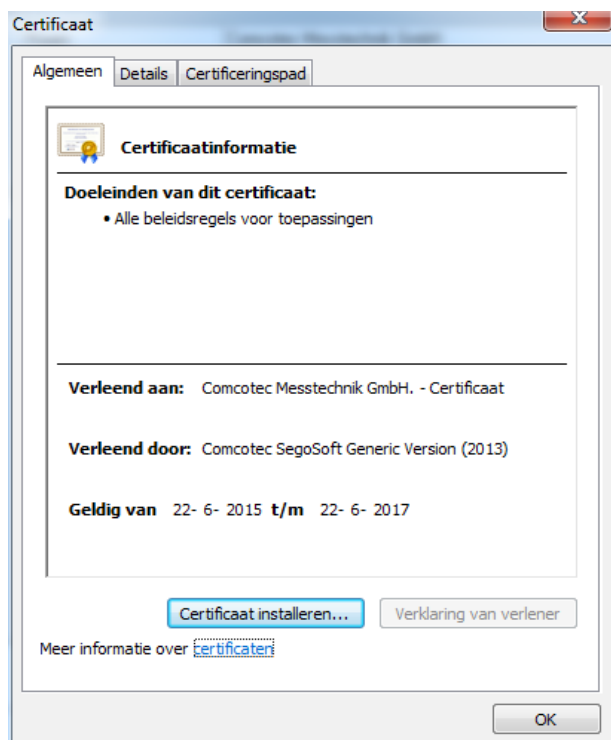 Certificaat
Algemeen Details Certificeringspad
Certificaatinformatie
Doeleinden van dit certificaat:
• Alle beleidsregels voor toepassingen
Verleend aan: Comcotec Messtechnik GmbH. - Certificaat
Verleend door: Comcotec SegoSoft Generic Version (2013)
Geldig van 22- 6- 2015 t/m 22- 6- 2017
Certificaat installeren... Verklaring van verlener
Meer informatie over certificaten
OK